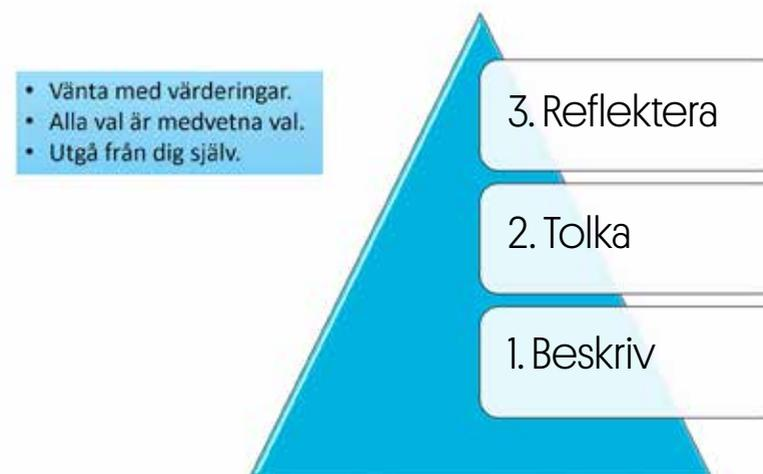 • Vänta med värderingar.
• Alla val är medvetna val.
• Utgå från dig själv.
3. Reflektera
2. Tolka
1. Beskriv